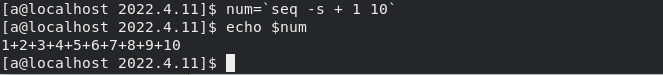 [a@localhost 2022.4.11]$ num=`seq -s + 1 10`
[a@localhost 2022.4.11]$ echo $num
1+2+3+4+5+6+7+8+9+10
[a@localhost 2022.4.11]$